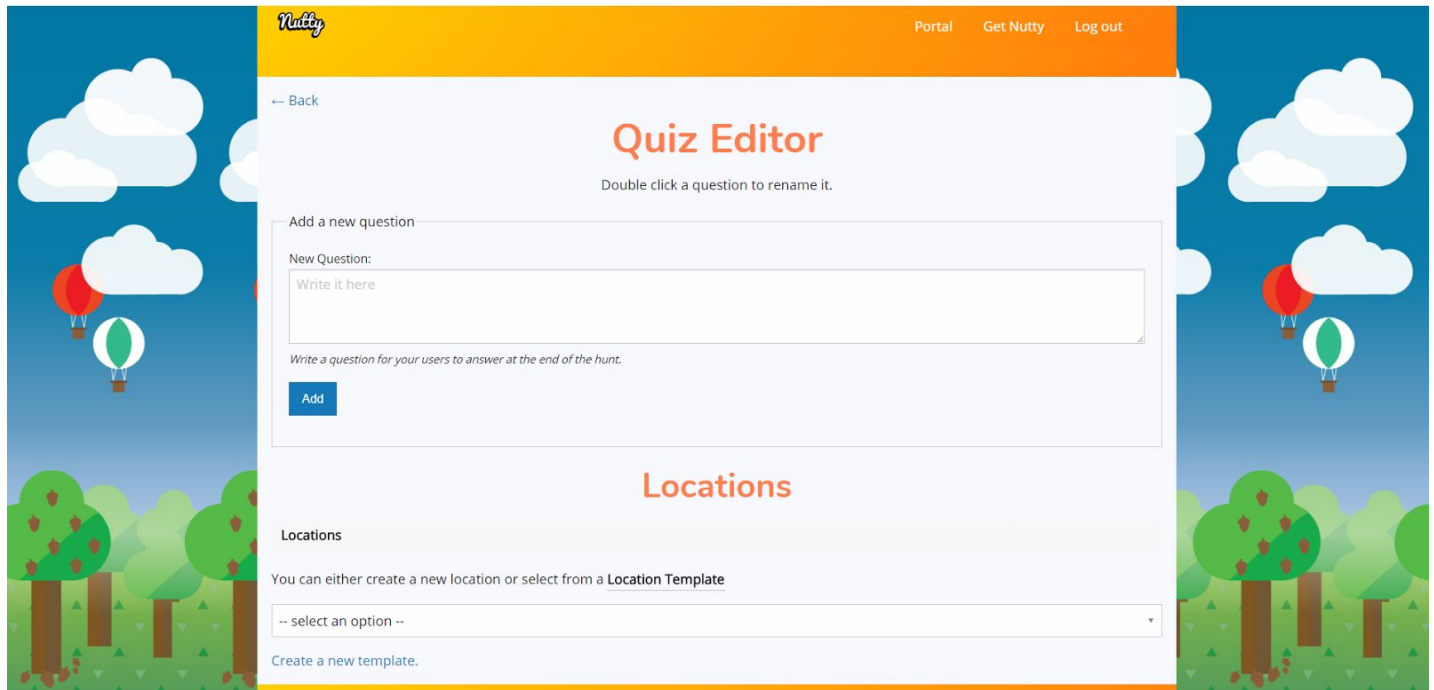 Nutty
Portal Get Nutty Log out
← Back
Quiz Editor
Double click a question to rename it.
Add a new question
New Question:
Write it here
Write a question for your users to answer at the end of the hunt.
Add
Locations
Locations
You can either create a new location or select from a Location Template
-- select an option --
Create a new template.